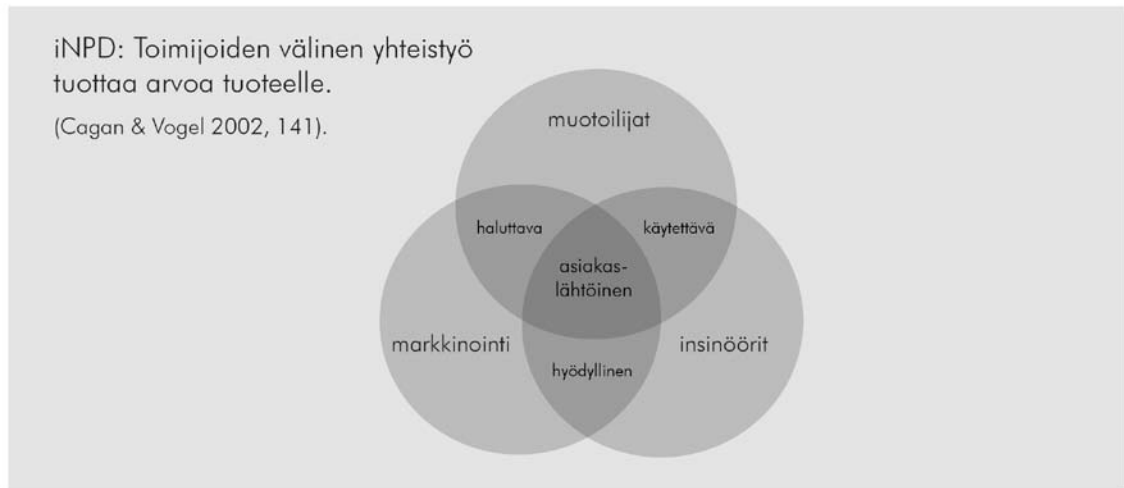 iNPD: Toimijoiden välinen yhteistyö
tuottaa arvoa tuoteelle.
(Cagan & Vogel 2002, 141).
muotoilijat
haluttava
käytettävä
asiakas-
lähtöinen
markkinointi
insinöörit
hyödyllinen